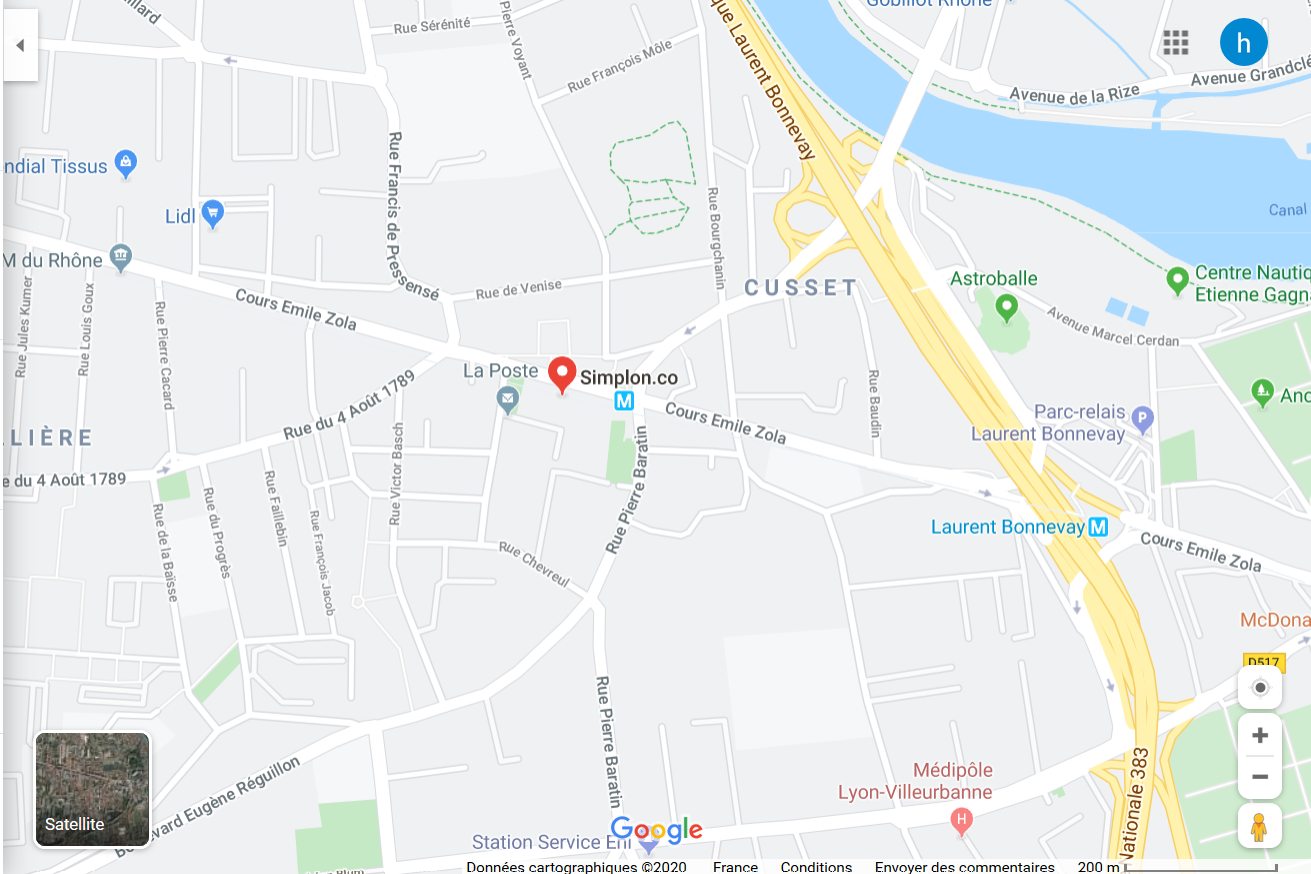 Gobillot Rhône
h
Rue Sérénité
Pierre Voyant
Rue François Môle
que Laurent Bonnevay
Avenue de la Rize
Avenue Grandclé
ndial Tissus
Rue Francis de Pressensé
Lidl
Rue Bourgchanin
Canal
M du Rhône
Rue de Venise
CUSSET
Astroballe
Centre Nautiq
Etienne Gagna
Cours Emile Zola
Rue Jules Kumer
Rue Louis Goux
Rue Pierre Cacard
Avenue Marcel Cerdan
La Poste
Simplon.co
M
Rue du 4 Août 1789
Cours Emile Zola
Rue Baudin
Anc
Parc-relais
Laurent Bonnevay
P
LLIÈRE
Rue Victor Basch
Rue Pierre Baratin
e du 4 Août 1789
Rue Faillebin
Rue du Progrès
Rue de la Baïsse
Rue François Jacob
Laurent Bonnevay
M
Cours Emile Zola
Rue Chevreul
McDona
D517
Rue Pierre Baratin
Boulevard Eugène Réguillon
Satellite
Médipôle
Lyon-Villeurbanne
H
Nationale 383
Google
Station Service Eni
Données cartographiques ©2020
France
Conditions
Envoyer des commentaires
200 m